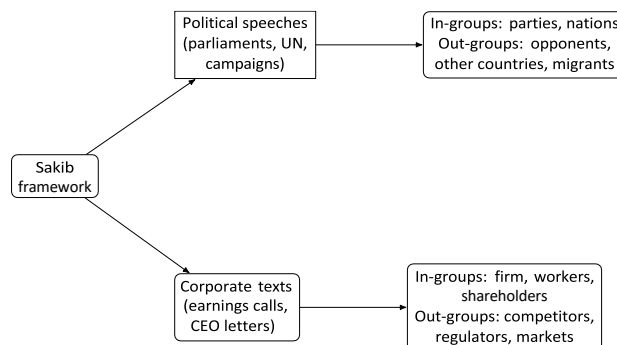 Political speeches
(parliaments, UN,
campaigns)
In-groups: parties, nations
Out-groups: opponents,
other countries, migrants
Sakib
framework
Corporate texts
(earnings calls,
CEO letters)
In-groups: firm, workers,
shareholders
Out-groups: competitors,
regulators, markets